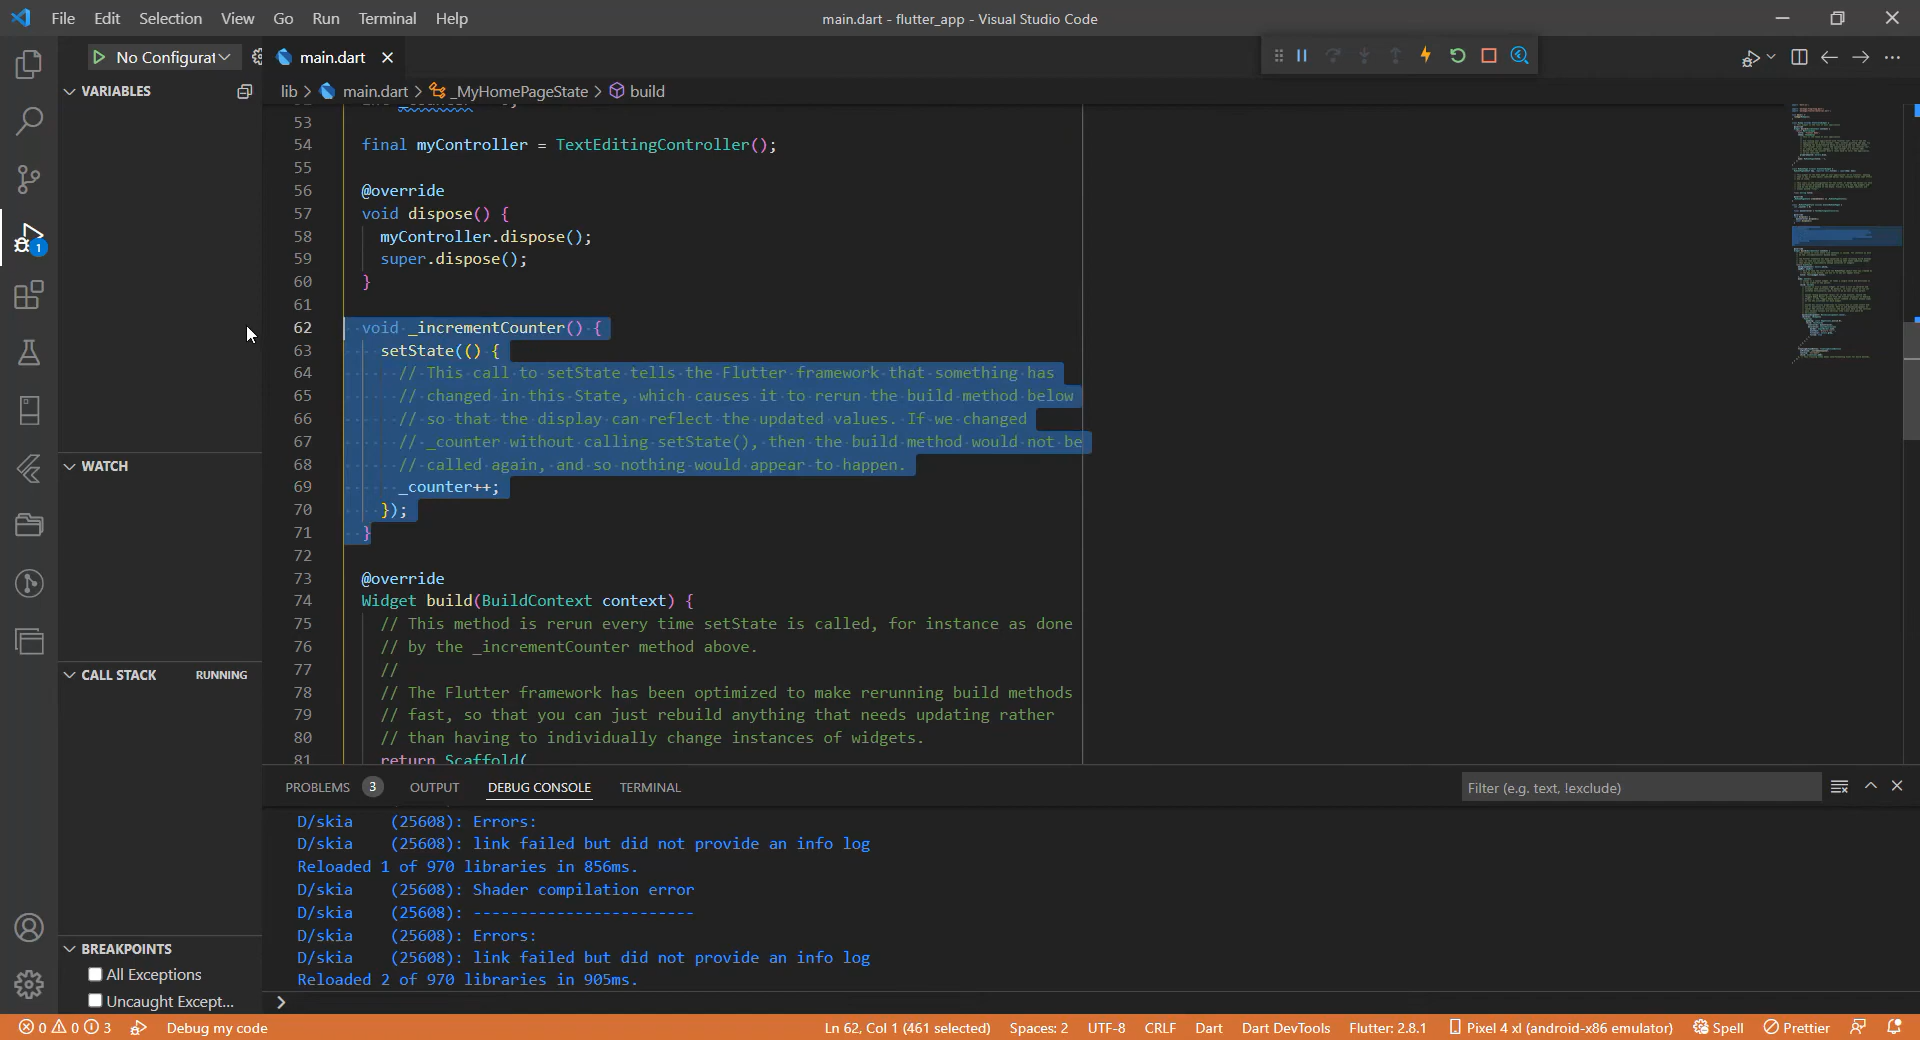 File Edit Selection View Go Run Terminal Help
main.dart - flutter_app - Visual Studio Code
No Configurat
main.dart
VARIABLES
lib > main.dart > _MyHomePageState > build
53
54 final myController = TextEditingController();
55
56 @override
57 void dispose() {
58 myController.dispose();
59 super.dispose();
60 }
61
62 void _incrementCounter() {
63 setState(() {
64 // This call to setState tells the Flutter framework that something has
65 // changed in this State, which causes it to rerun the build method below
66 // so that the display can reflect the updated values. If we changed
67 // _counter without calling setState(), then the build method would not be
68 // called again, and so nothing would appear to happen.
69 _counter++;
70 });
71 }
72
73 @override
74 Widget build(BuildContext context) {
75 // This method is rerun every time setState is called, for instance as done
76 // by the _incrementCounter method above.
77 //
78 // The Flutter framework has been optimized to make rerunning build methods
79 // fast, so that you can just rebuild anything that needs updating rather
80 // than having to individually change instances of widgets.
81 return Scaffold(
1
WATCH
CALL STACK RUNNING
BREAKPOINTS
All Exceptions
Uncaught Except...
PROBLEMS 3 OUTPUT DEBUG CONSOLE TERMINAL
Filter (e.g. text, !exclude)
D/skia (25608): Errors:
D/skia (25608): link failed but did not provide an info log
Reloaded 1 of 970 libraries in 856ms.
D/skia (25608): Shader compilation error
D/skia (25608): ------------------------
D/skia (25608): Errors:
D/skia (25608): link failed but did not provide an info log
Reloaded 2 of 970 libraries in 905ms.
>
0 0 3 Debug my code Ln 62, Col 1 (461 selected) Spaces: 2 UTF-8 CRLF Dart Dart DevTools Flutter: 2.8.1 Pixel 4 xl (android-x86 emulator) Spell Prettier